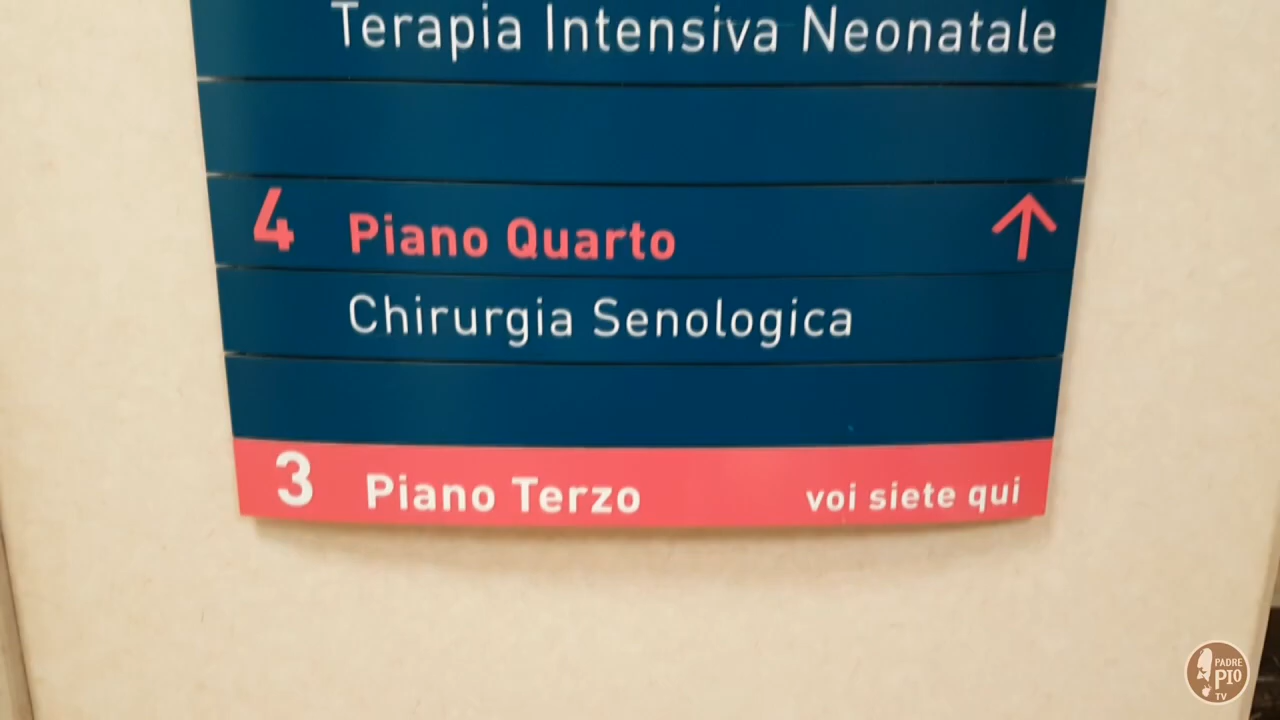 Terapia Intensiva Neonatale
4 Piano Quarto
Chirurgia Senologica
3 Piano Terzo voi siete qui
PADRE
PIO
TV